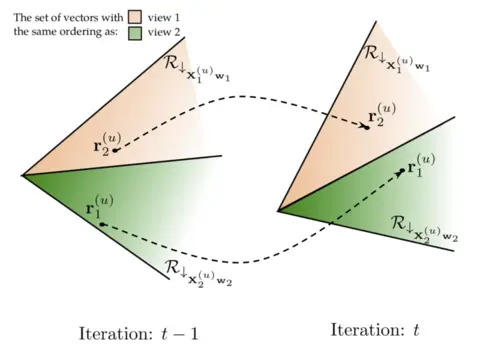 The set of vectors with view 1
the same ordering as: view 2
$\mathcal{R}_{\downarrow \mathbf{x}_1^{(u)} \mathbf{w}_1}$
$\mathcal{R}_{\downarrow \mathbf{x}_1^{(u)} \mathbf{w}_1}$
$\mathbf{r}_2^{(u)}$
$\mathbf{r}_2^{(u)}$
$\mathbf{r}_1^{(u)}$
$\mathbf{r}_1^{(u)}$
$\mathcal{R}_{\downarrow \mathbf{x}_2^{(u)} \mathbf{w}_2}$
$\mathcal{R}_{\downarrow \mathbf{x}_2^{(u)} \mathbf{w}_2}$
Iteration: $t-1$
Iteration: $t$